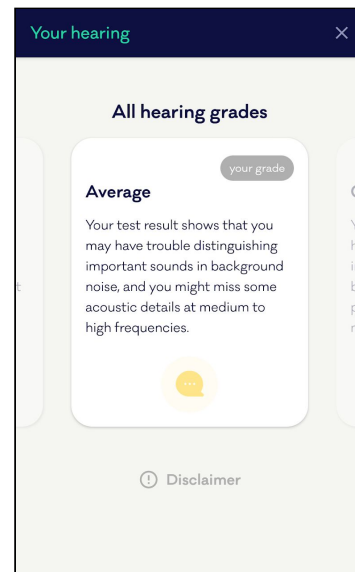 Your hearing
All hearing grades
your grade
Average
Your test result shows that you
may have trouble distinguishing
important sounds in background
noise, and you might miss some
acoustic details at medium to
high frequencies.
Disclaimer